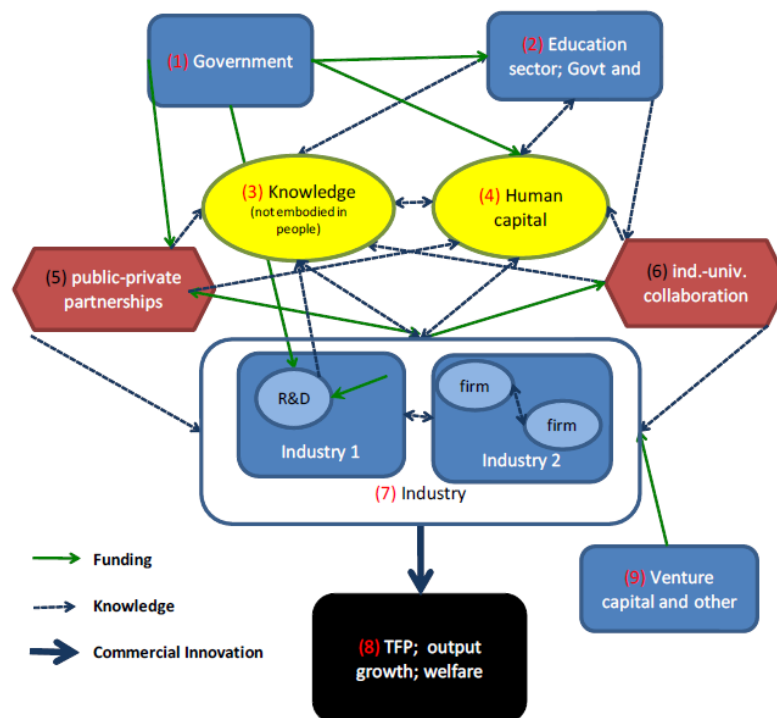 (1) Government
(2) Education
sector; Govt and
(3) Knowledge
(not embodied in
people)
(4) Human
capital
(5) public-private
partnerships
(6) ind.-univ.
collaboration
R&D
firm
firm
Industry 1
Industry 2
(7) Industry
Funding
Knowledge
Commercial Innovation
(9) Venture
capital and other
(8) TFP; output
growth; welfare